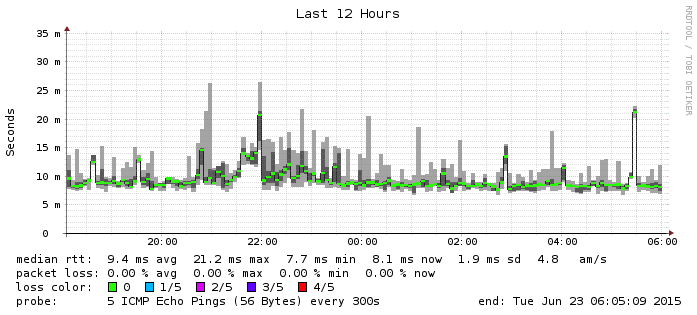 Last 12 Hours
RRDTOOL / TOBI OETIKER
Seconds
35 m
30 m
25 m
20 m
15 m
10 m
5 m
0
20:00 22:00 00:00 02:00 04:00 06:00
median rtt: 9.4 ms avg 21.2 ms max 7.7 ms min 8.1 ms now 1.9 ms sd 4.8 am/s
packet loss: 0.00 % avg 0.00 % max 0.00 % min 0.00 % now
loss color: 0 1/5 2/5 3/5 4/5
probe: 5 ICMP Echo Pings (56 Bytes) every 300s end: Tue Jun 23 06:05:09 2015